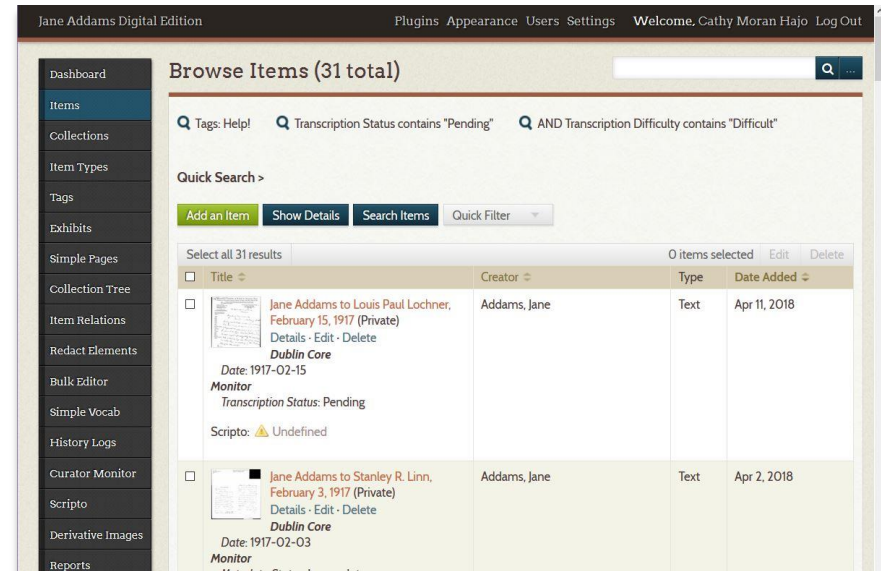 Jane Addams Digital Edition
Plugins Appearance Users Settings Welcome, Cathy Moran Hajo Log Out
Dashboard
Items
Collections
Item Types
Tags
Exhibits
Simple Pages
Collection Tree
Item Relations
Redact Elements
Bulk Editor
Simple Vocab
History Logs
Curator Monitor
Scripto
Derivative Images
Reports
Browse Items (31 total)
...
Tags: Help! Transcription Status contains "Pending" AND Transcription Difficulty contains "Difficult"
Quick Search >
Add an Item Show Details Search Items Quick Filter
Select all 31 results 0 items selected Edit Delete
Title Creator Type Date Added
Jane Addams to Louis Paul Lochner, Addams, Jane Text Apr 11, 2018
February 15, 1917 (Private)
Details · Edit · Delete
Dublin Core
Date: 1917-02-15
Monitor
Transcription Status: Pending
Scripto: Undefined
Jane Addams to Stanley R. Linn, Addams, Jane Text Apr 2, 2018
February 3, 1917 (Private)
Details · Edit · Delete
Dublin Core
Date: 1917-02-03
Monitor